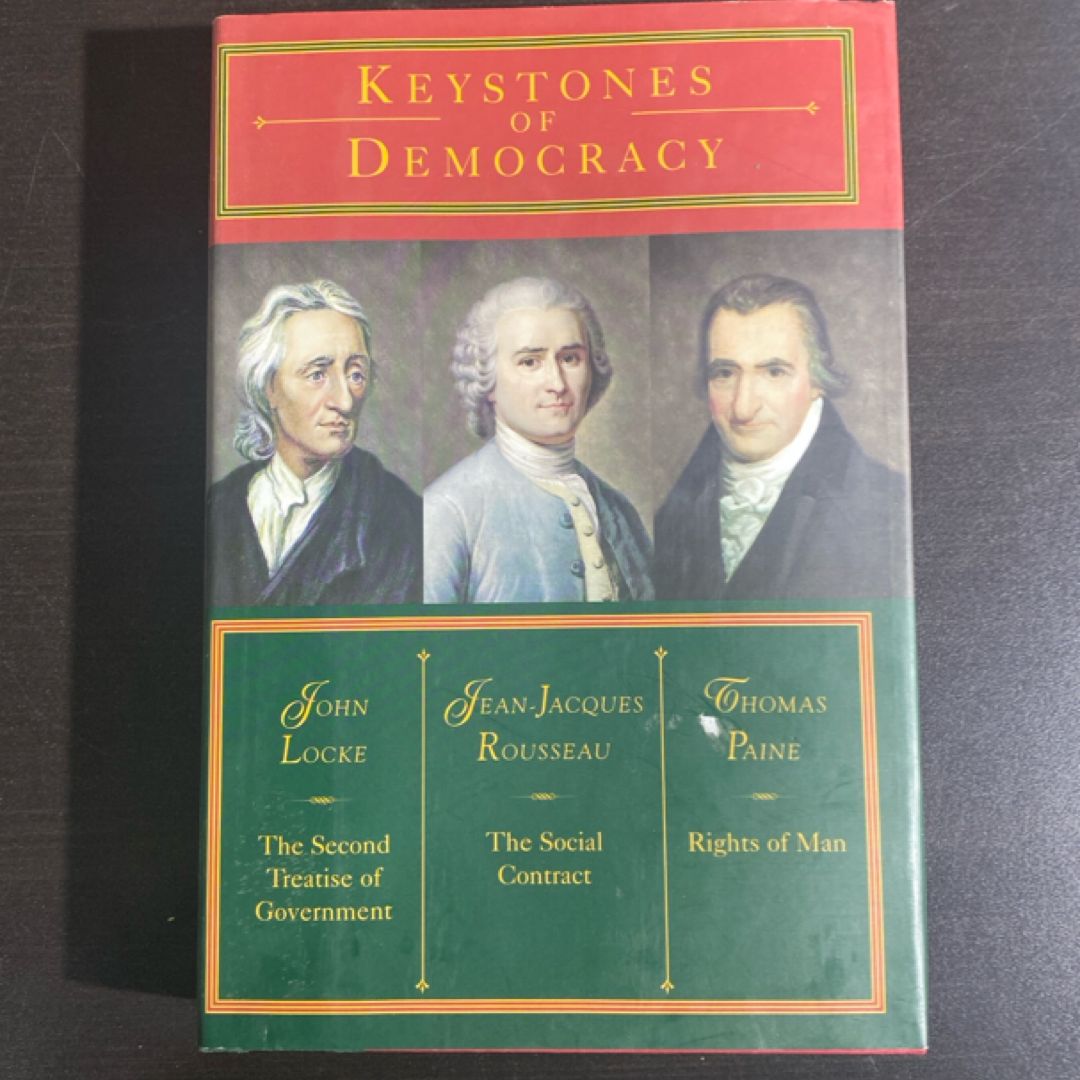 KEYSTONES
OF
DEMOCRACY
JOHN
LOCKE
The Second
Treatise of
Government
JEAN-JACQUES
ROUSSEAU
The Social
Contract
THOMAS
PAINE
Rights of Man